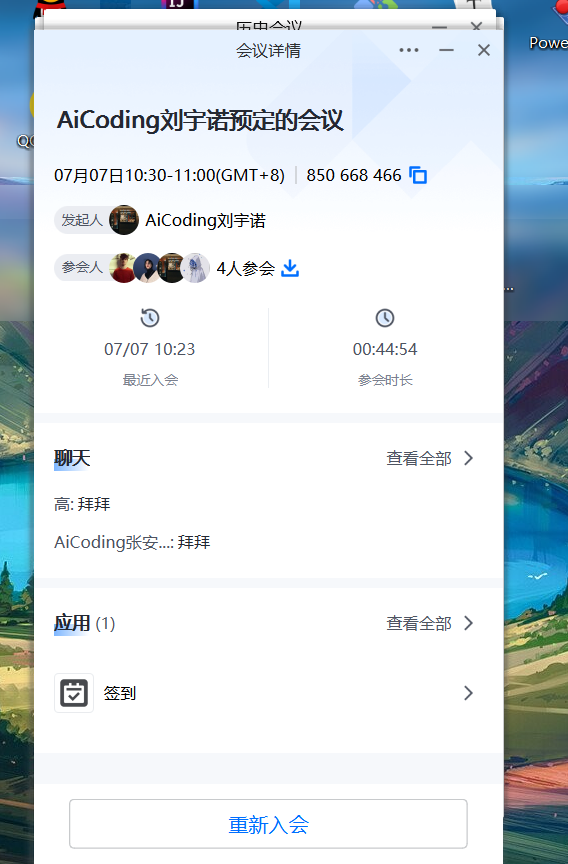 历史会议
Powe
会议详情
AiCoding刘宇诺预定的会议
QQ
07月07日10:30-11:00(GMT+8) 850 668 466
发起人 AiCoding刘宇诺
参会人 4人参会
07/07 10:23
最近入会
00:44:54
参会时长
聊天 查看全部
高: 拜拜
AiCoding张安...: 拜拜
应用 (1) 查看全部
签到
重新入会